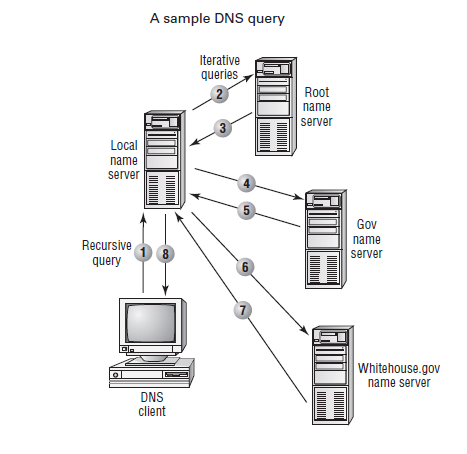 A sample DNS query
Iterative
queries
2
Root
name
server
3
Local
name
server
4
5
Gov
name
server
Recursive
query
1
8
6
7
Whitehouse.gov
name server
DNS
client